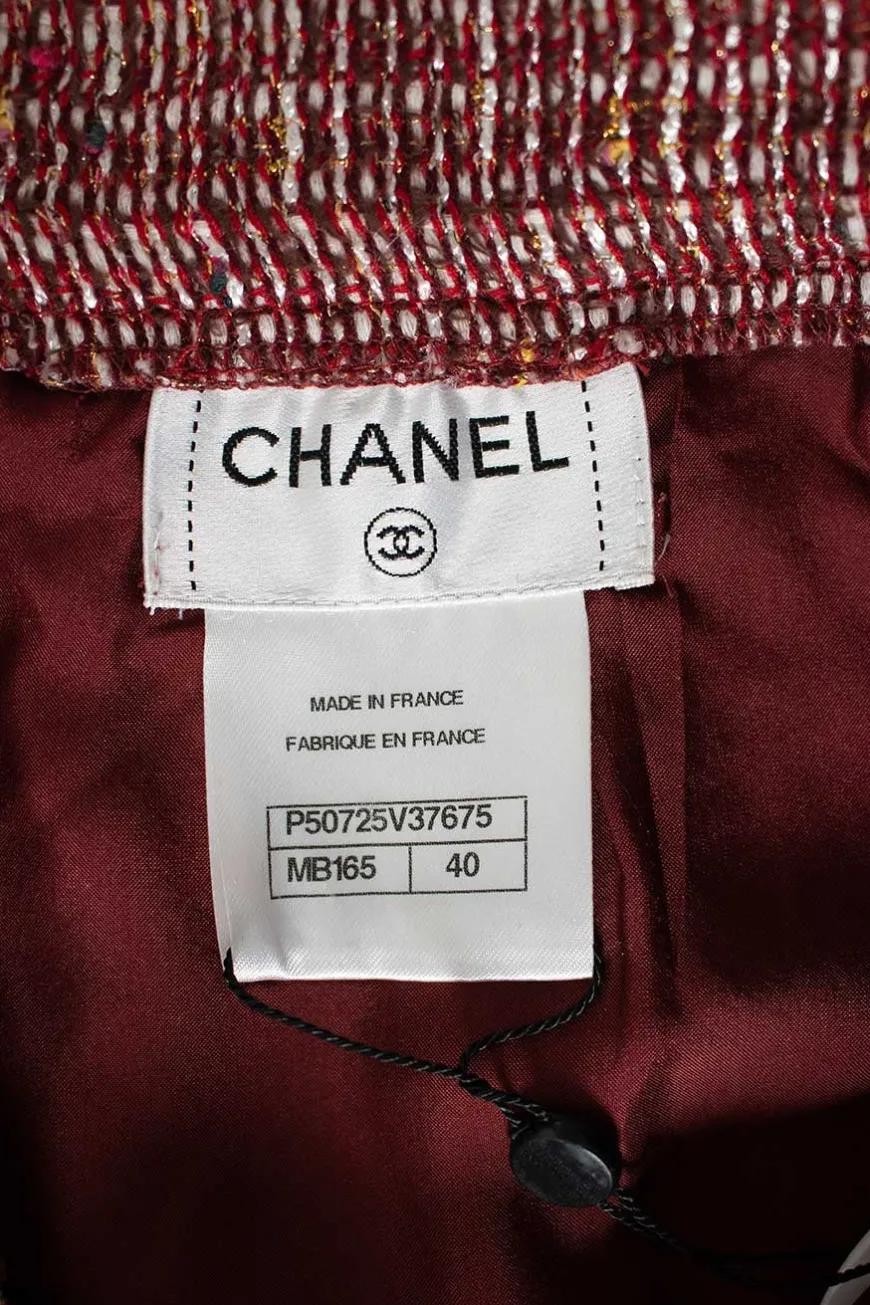 CHANEL
MADE IN FRANCE
FABRIQUE EN FRANCE
P50725V37675
MB165 40